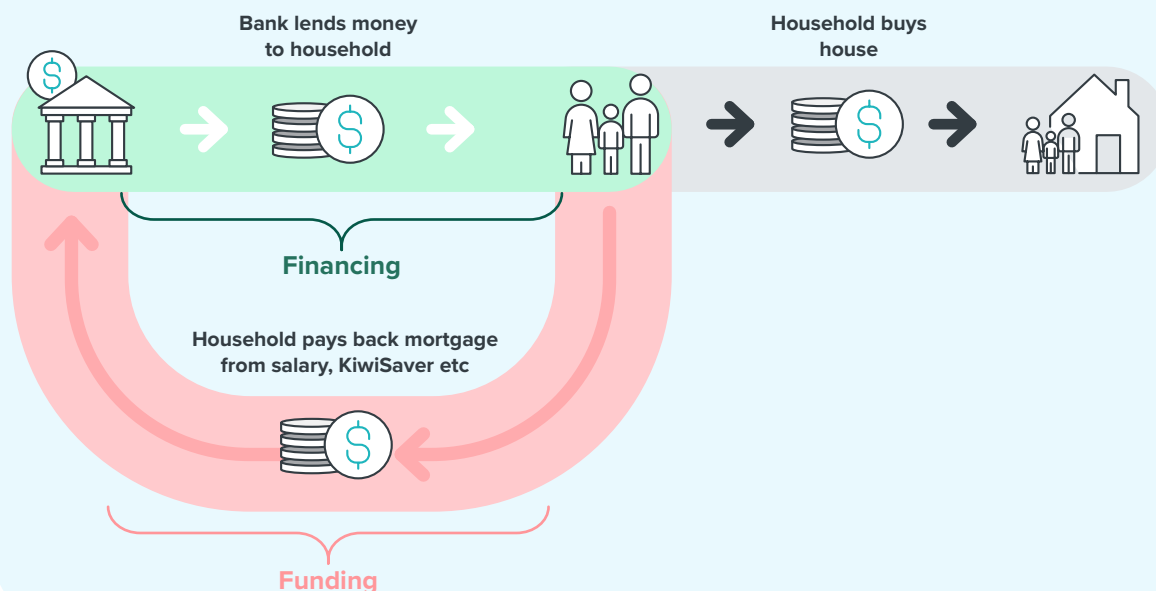 Bank lends money
to household
Household buys
house
$
$
$
Financing
Household pays back mortgage
from salary, KiwiSaver etc
$
Funding